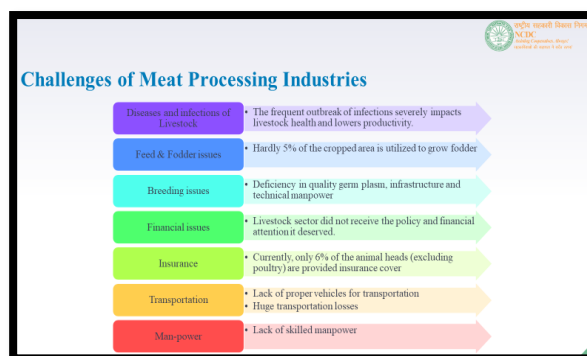 राष्ट्रीय सहकारी विकास निगम
NCDC
Challenges of Meat Processing Industries
Diseases and infections of
Livestock
• The frequent outbreak of infections severely impacts
livestock health and lowers productivity.
Feed & Fodder issues
• Hardly 5% of the cropped area is utilized to grow fodder
Breeding issues
• Deficiency in quality germ plasm, infrastructure and
technical manpower
Financial issues
• Livestock sector did not receive the policy and financial
attention it deserved.
Insurance
• Currently, only 6% of the animal heads (excluding
poultry) are provided insurance cover
Transportation
• Lack of proper vehicles for transportation
• Huge transportation losses
Man-power
• Lack of skilled manpower